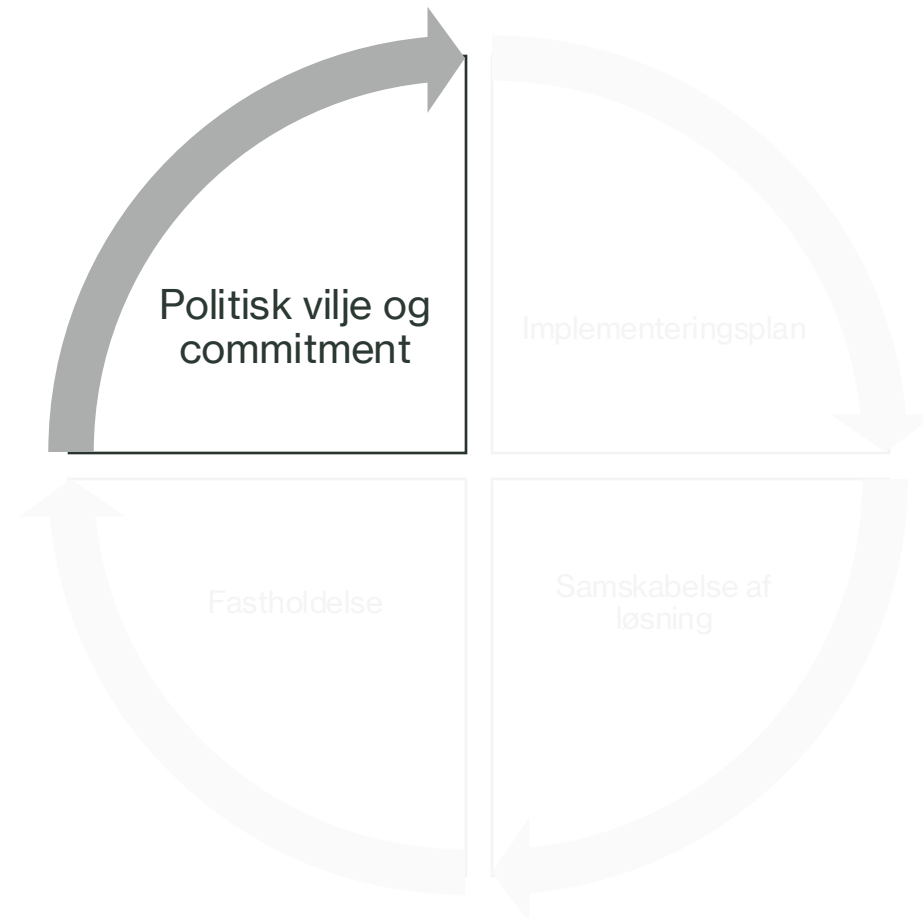 Politisk vilje og
commitment
Implementeringsplan
Fastholdelse
Samskabelse af
løsning